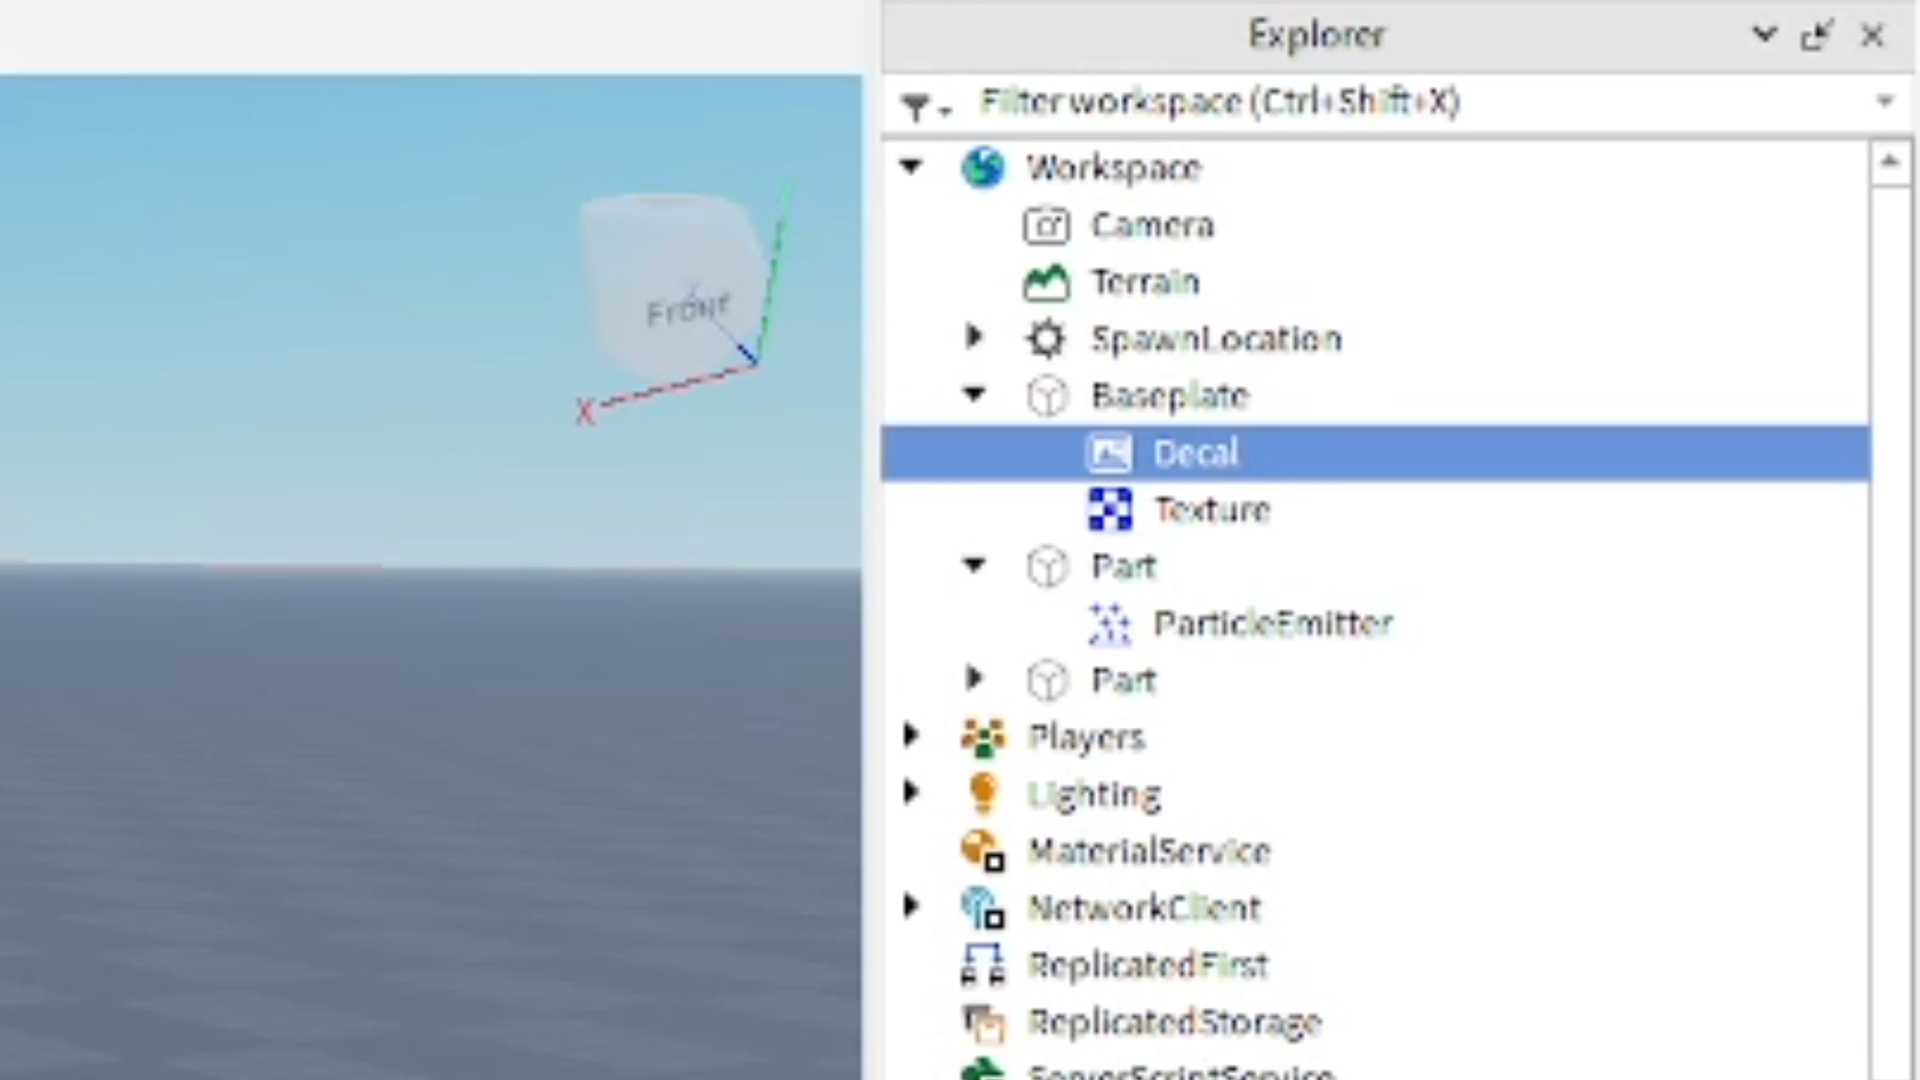 Explorer
Filter workspace (Ctrl+Shift+X)
Workspace
Camera
Terrain
SpawnLocation
Baseplate
Decal
Texture
Part
ParticleEmitter
Part
Players
Lighting
MaterialService
NetworkClient
ReplicatedFirst
ReplicatedStorage
ServerScriptService
Front
X